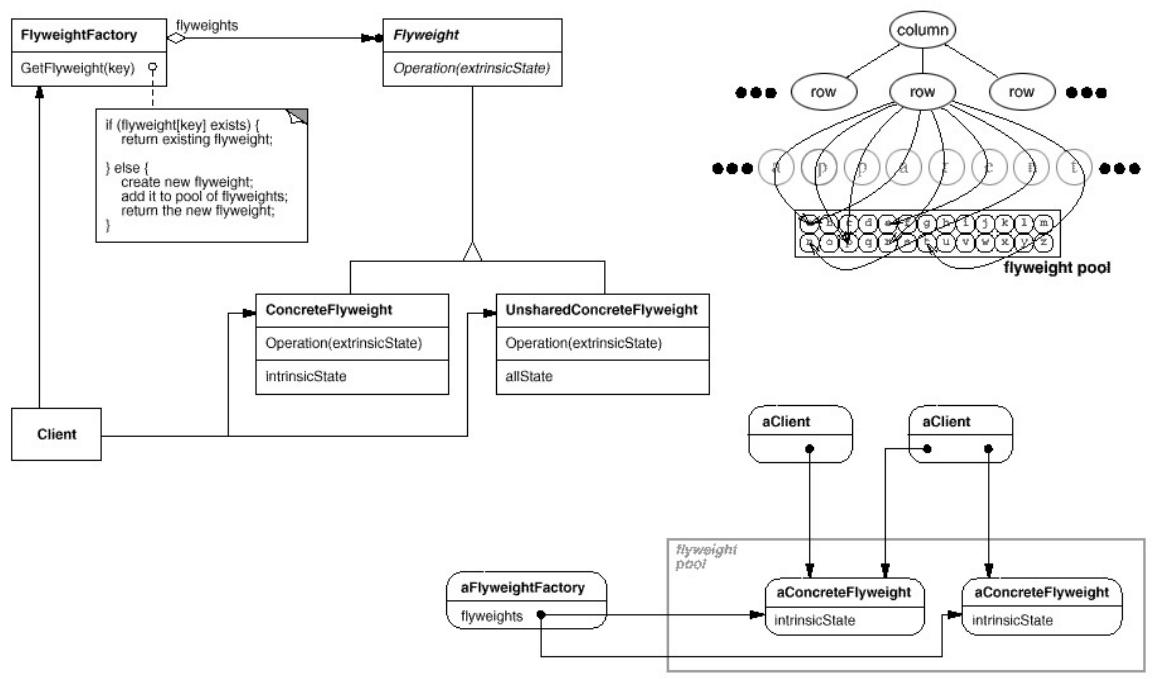 FlyweightFactory
GetFlyweight(key)
flyweights
Flyweight
Operation(extrinsicState)
if (flyweight[key] exists) {
return existing flyweight;
} else {
create new flyweight;
add it to pool of flyweights;
return the new flyweight;
}
ConcreteFlyweight
Operation(extrinsicState)
intrinsicState
UnsharedConcreteFlyweight
Operation(extrinsicState)
allState
Client
column
row row row
a p p a r e n t
b c d e f g h i j k l m
n o p q r s t u v w x y z
flyweight pool
aClient
aClient
flyweight
pool
aFlyweightFactory
flyweights
aConcreteFlyweight
intrinsicState
aConcreteFlyweight
intrinsicState